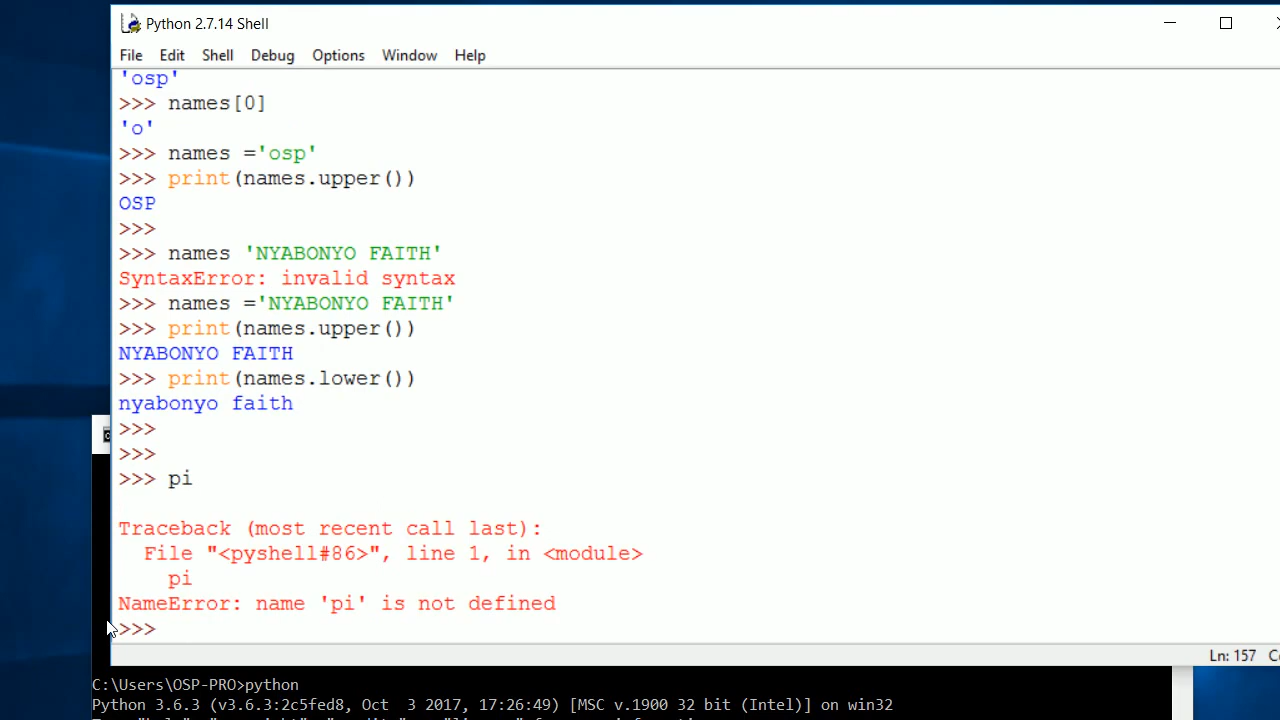 Python 2.7.14 Shell
File Edit Shell Debug Options Window Help
'osp'
>>> names[0]
'o'
>>> names ='osp'
>>> print(names.upper())
OSP
>>>
>>> names 'NYABONYO FAITH'
SyntaxError: invalid syntax
>>> names ='NYABONYO FAITH'
>>> print(names.upper())
NYABONYO FAITH
>>> print(names.lower())
nyabonyo faith
>>>
>>>
>>> pi
Traceback (most recent call last):
  File "<pyshell#86>", line 1, in <module>
    pi
NameError: name 'pi' is not defined
>>>
Ln: 157
C:\Users\OSP-PRO>python
Python 3.6.3 (v3.6.3:2c5fed8, Oct  3 2017, 17:26:49) [MSC v.1900 32 bit (Intel)] on win32